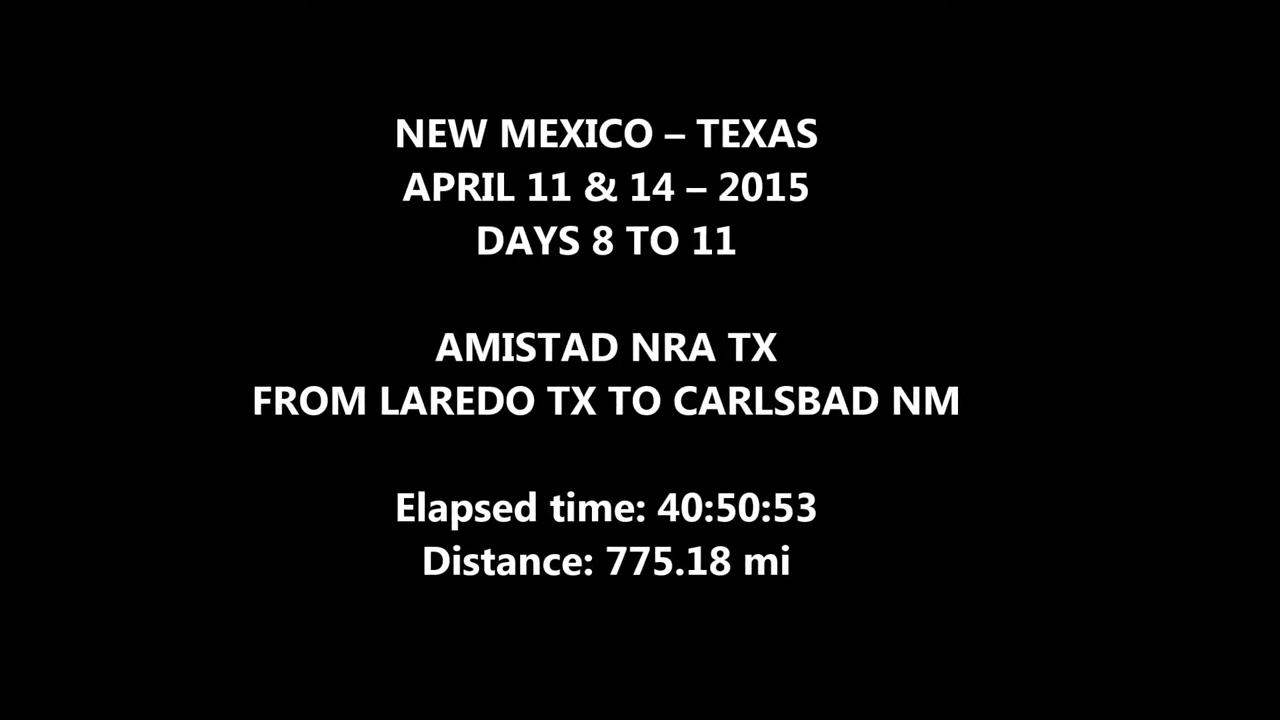 NEW MEXICO – TEXAS
APRIL 11 & 14 – 2015
DAYS 8 TO 11
AMISTAD NRA TX
FROM LAREDO TX TO CARLSBAD NM
Elapsed time: 40:50:53
Distance: 775.18 mi